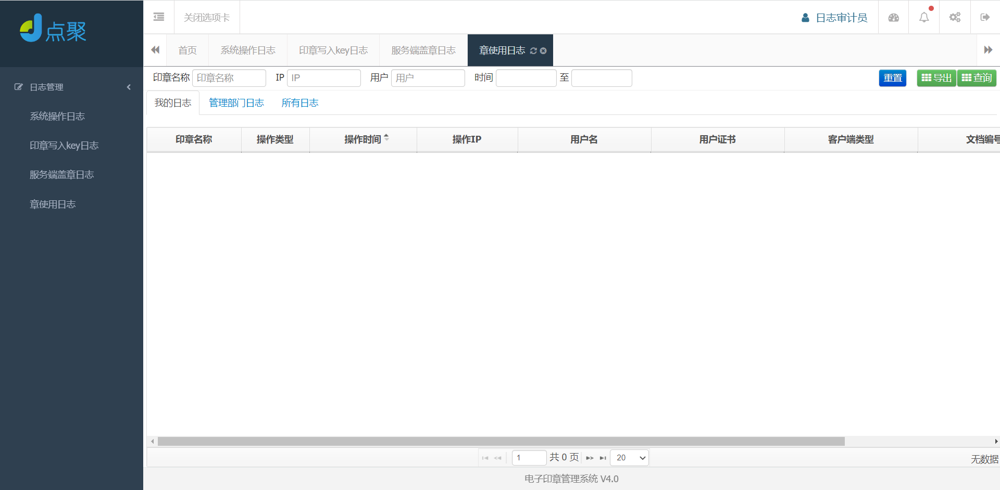 点聚
关闭选项卡
日志审计员
首页
系统操作日志
印章写入key日志
服务端盖章日志
章使用日志
日志管理
系统操作日志
印章写入key日志
服务端盖章日志
章使用日志
印章名称 印章名称 IP IP 用户 用户 时间 至 重置 导出 查询
我的日志 管理部门日志 所有日志
印章名称 操作类型 操作时间 操作IP 用户名 用户证书 客户端类型 文档编号
1 共 0 页 20
无数据
电子印章管理系统 V4.0